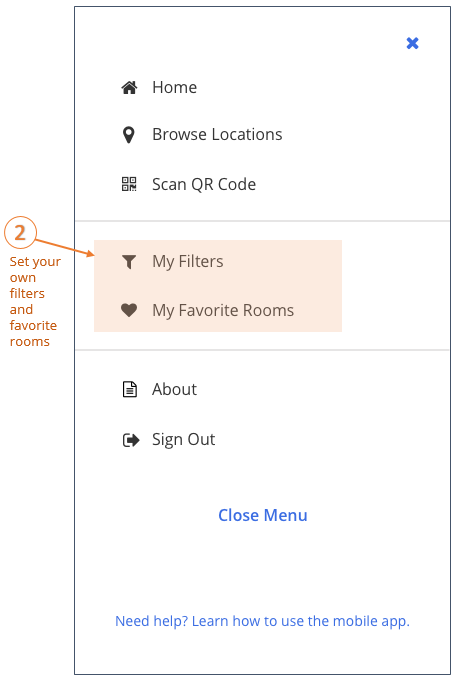 Home
Browse Locations
Scan QR Code
2
Set your
own
filters
and
favorite
rooms
My Filters
My Favorite Rooms
About
Sign Out
Close Menu
Need help? Learn how to use the mobile app.